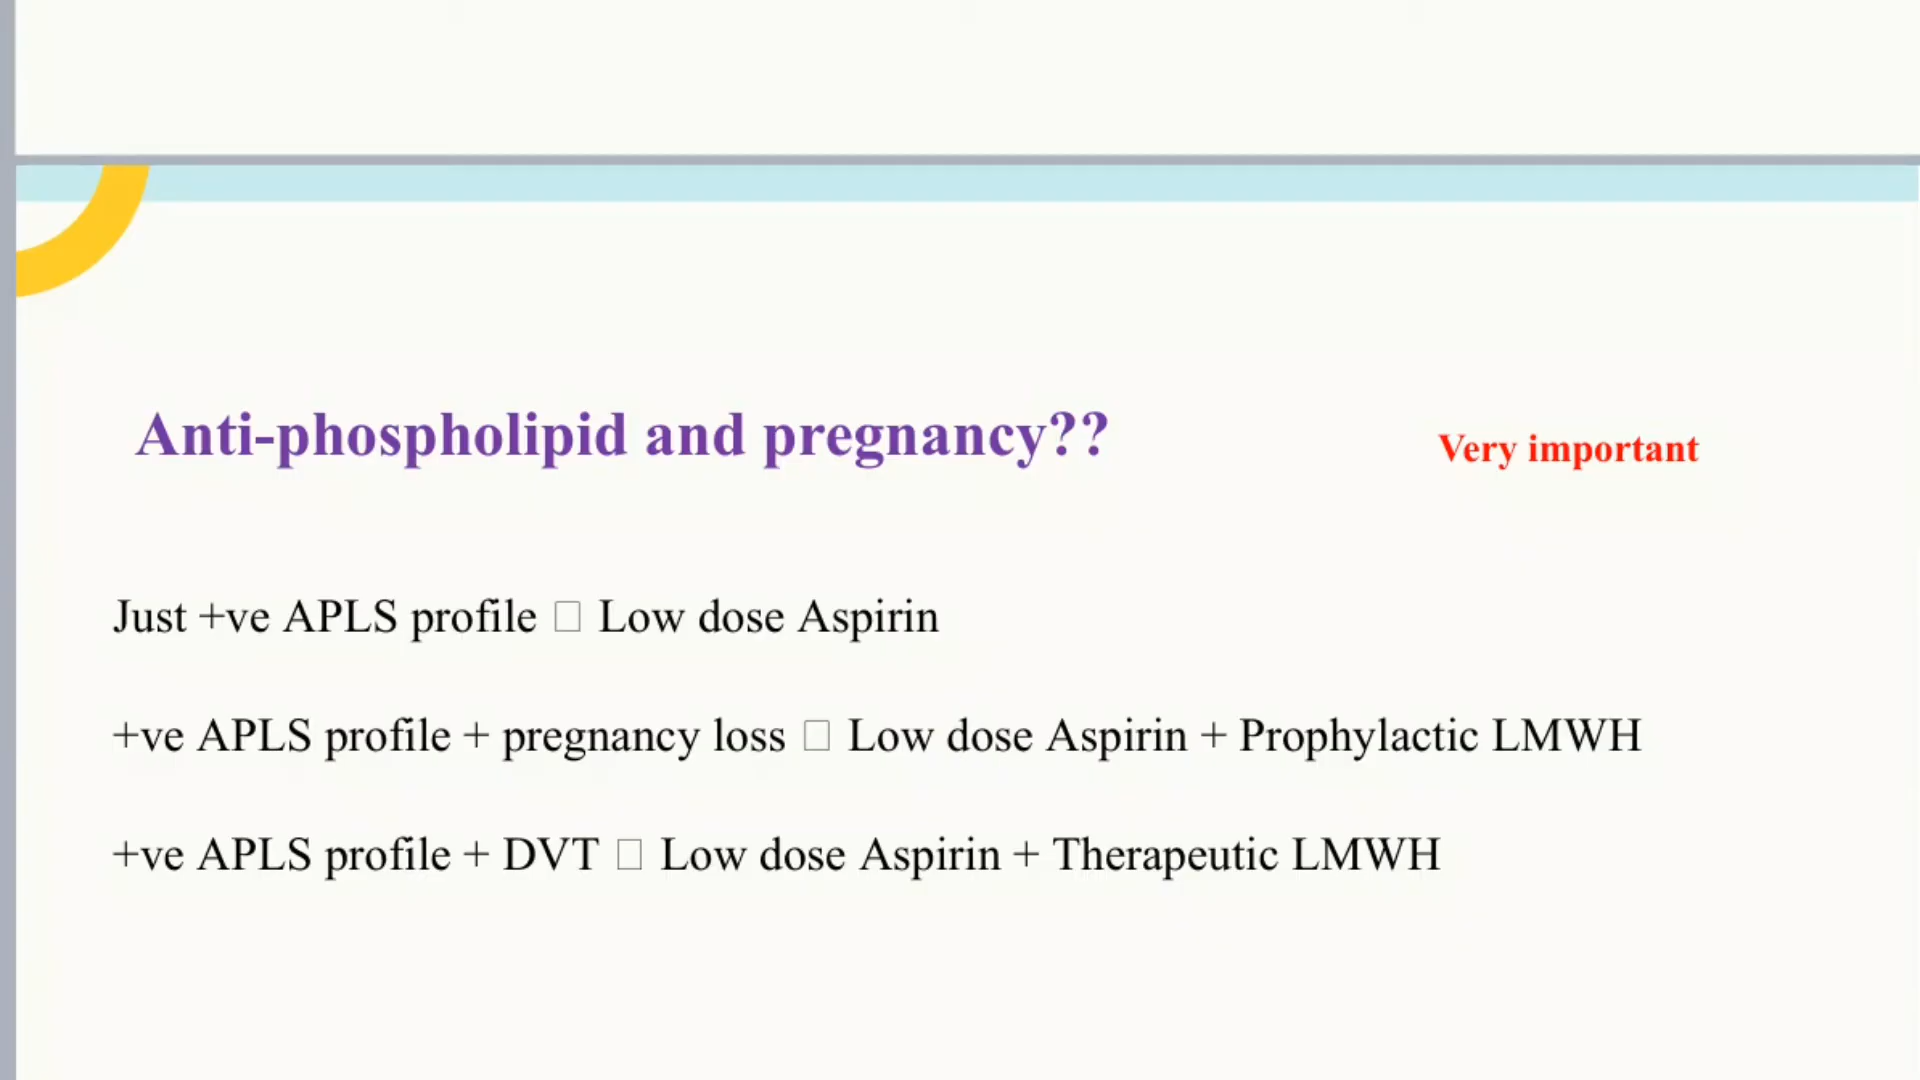 Anti-phospholipid and pregnancy??
Very important
Just +ve APLS profile □ Low dose Aspirin
+ve APLS profile + pregnancy loss □ Low dose Aspirin + Prophylactic LMWH
+ve APLS profile + DVT □ Low dose Aspirin + Therapeutic LMWH